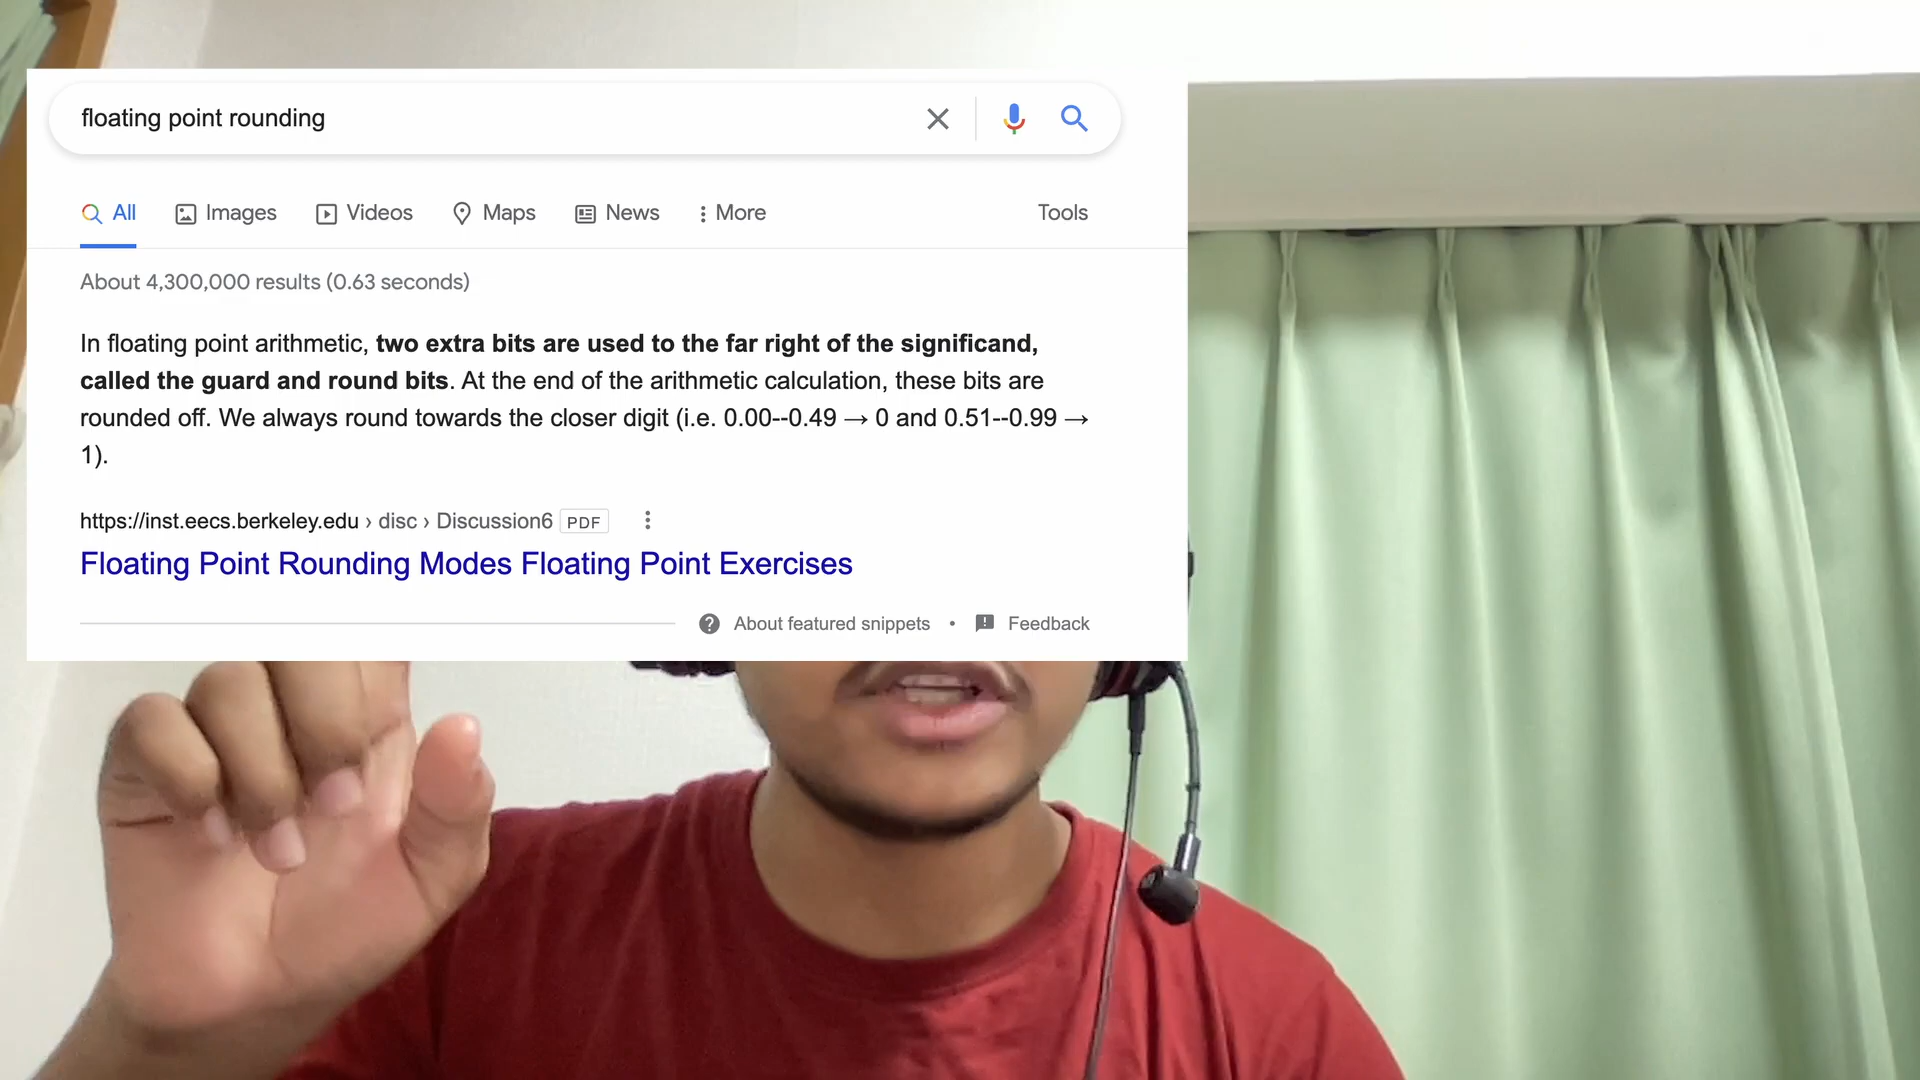 floating point rounding
All Images Videos Maps News More Tools
About 4,300,000 results (0.63 seconds)
In floating point arithmetic, two extra bits are used to the far right of the significand,
called the guard and round bits. At the end of the arithmetic calculation, these bits are
rounded off. We always round towards the closer digit (i.e. 0.00--0.49 → 0 and 0.51--0.99 →
1).
https://inst.eecs.berkeley.edu › disc › Discussion6 PDF
Floating Point Rounding Modes Floating Point Exercises
About featured snippets • Feedback